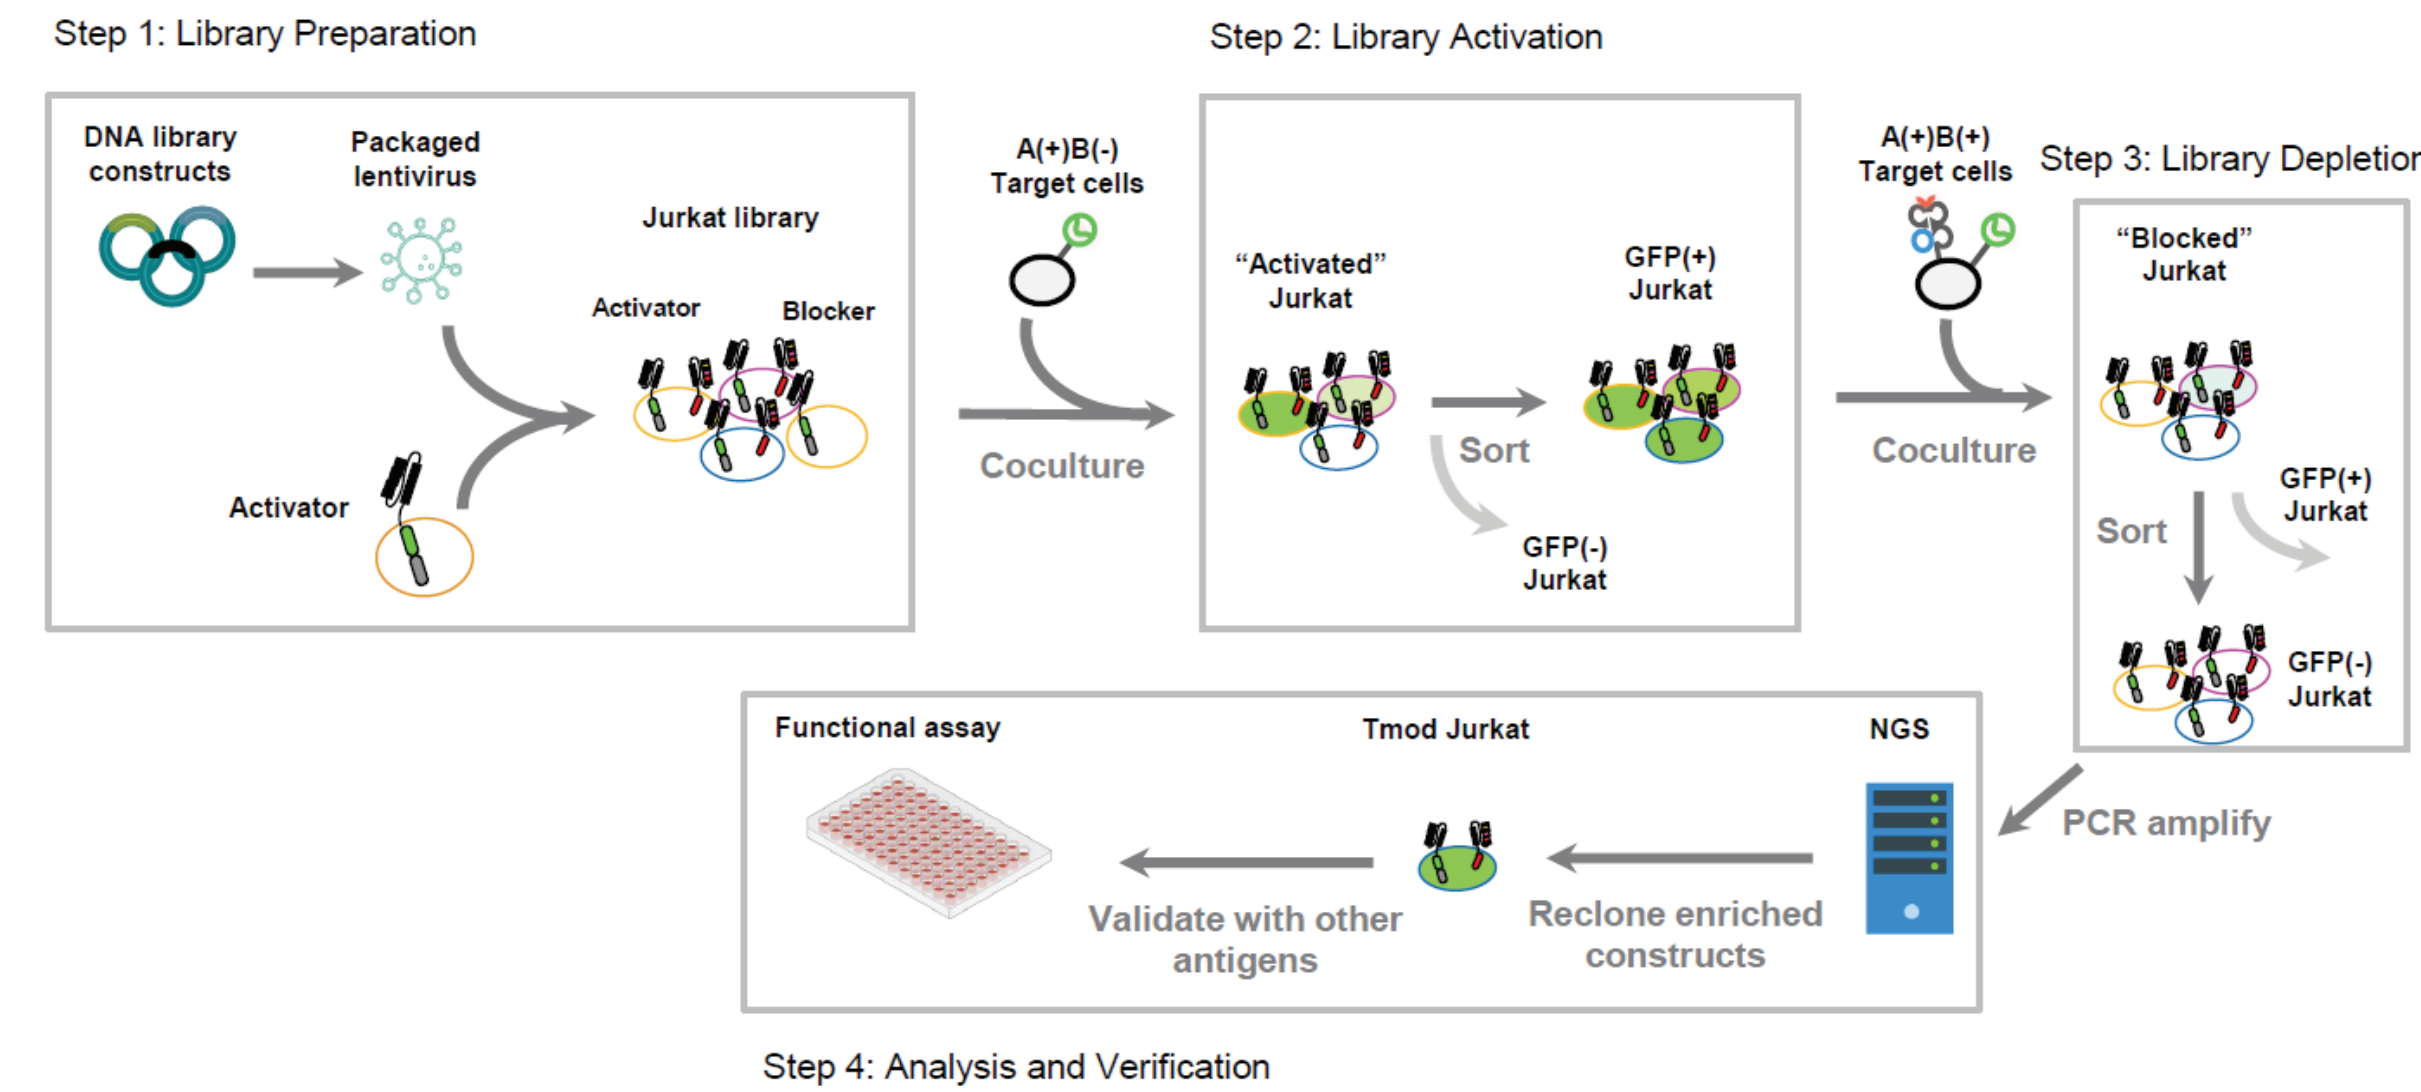 Step 1: Library Preparation
DNA library
constructs
Packaged
lentivirus
Jurkat library
Activator
Blocker
Activator
A(+)B(-)
Target cells
Coculture
Step 2: Library Activation
“Activated”
Jurkat
Sort
GFP(+)
Jurkat
GFP(-)
Jurkat
A(+)B(+)
Target cells
Coculture
Step 3: Library Depletion
“Blocked”
Jurkat
GFP(+)
Jurkat
Sort
GFP(-)
Jurkat
PCR amplify
NGS
Reclone enriched
constructs
Tmod Jurkat
Validate with other
antigens
Functional assay
Step 4: Analysis and Verification